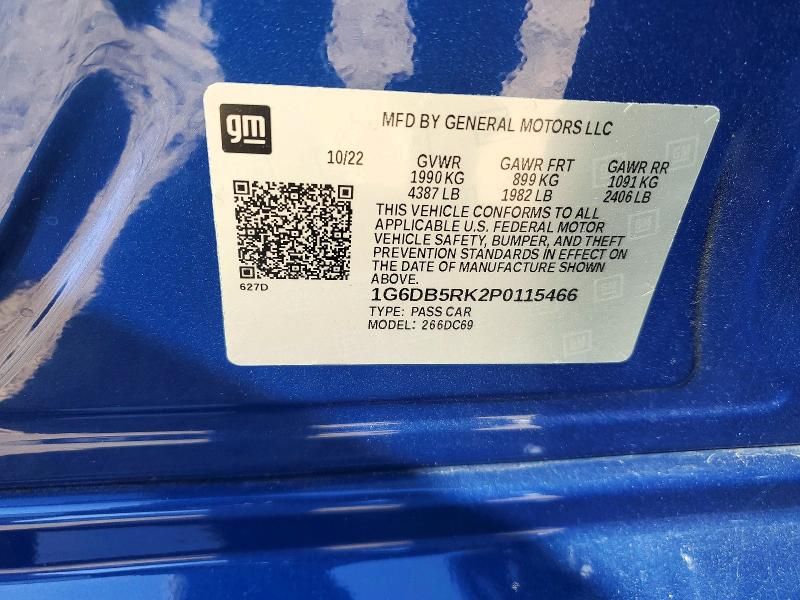 gm
MFD BY GENERAL MOTORS LLC
10/22 GVWR GAWR FRT GAWR RR
1990 KG 899 KG 1091 KG
4387 LB 1982 LB 2406 LB
THIS VEHICLE CONFORMS TO ALL
APPLICABLE U.S. FEDERAL MOTOR
VEHICLE SAFETY, BUMPER, AND THEFT
PREVENTION STANDARDS IN EFFECT ON
THE DATE OF MANUFACTURE SHOWN
ABOVE.
627D
1G6DB5RK2P0115466
TYPE: PASS CAR
MODEL: 266DC69